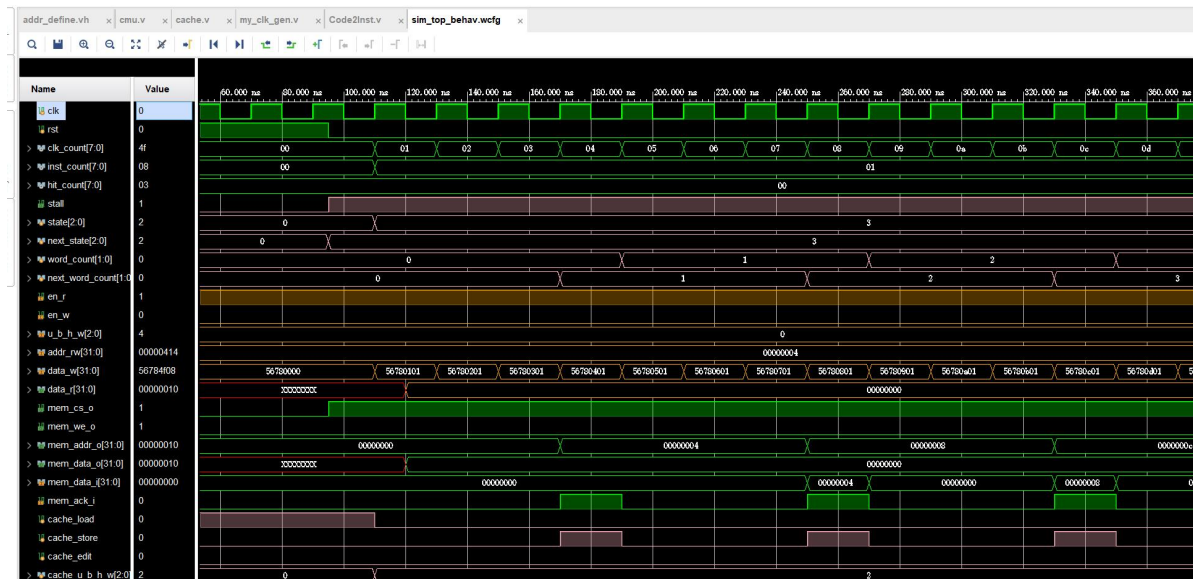 addr_define.vh × cmu.v × cache.v × my_clk_gen.v × Code2Inst.v × sim_top_behav.wcfg ×
Name Value
60.000 ns 80.000 ns 100.000 ns 120.000 ns 140.000 ns 160.000 ns 180.000 ns 200.000 ns 220.000 ns 240.000 ns 260.000 ns 280.000 ns 300.000 ns 320.000 ns 340.000 ns 360.000
clk 0
rst 0
clk_count[7:0] 4f 00 01 02 03 04 05 06 07 08 09 0a 0b 0c 0d
inst_count[7:0] 08 00 01
hit_count[7:0] 03 00
stall 1
state[2:0] 2 0 3
next_state[2:0] 2 0 3
word_count[1:0] 0 0 1 2
next_word_count[1:0 0 0 1 2 3
en_r 1
en_w 0
u_b_h_w[2:0] 4 0
addr_rw[31:0] 00000414 00000004
data_w[31:0] 56784f08 56780000 56780101 56780201 56780301 56780401 56780501 56780601 56780701 56780801 56780901 56780a01 56780b01 56780c01 56780d01 5
data_r[31:0] 00000010 XXXXXXXX 00000000
mem_cs_o 1
mem_we_o 1
mem_addr_o[31:0] 00000010 00000000 00000004 00000008 0000000c
mem_data_o[31:0] 00000010 XXXXXXXX 00000000
mem_data_i[31:0] 00000000 00000000 00000004 00000000 00000008 0
mem_ack_i 0
cache_load 0
cache_store 0
cache_edit 0
cache_u_b_h_w[2:0] 2 0 2